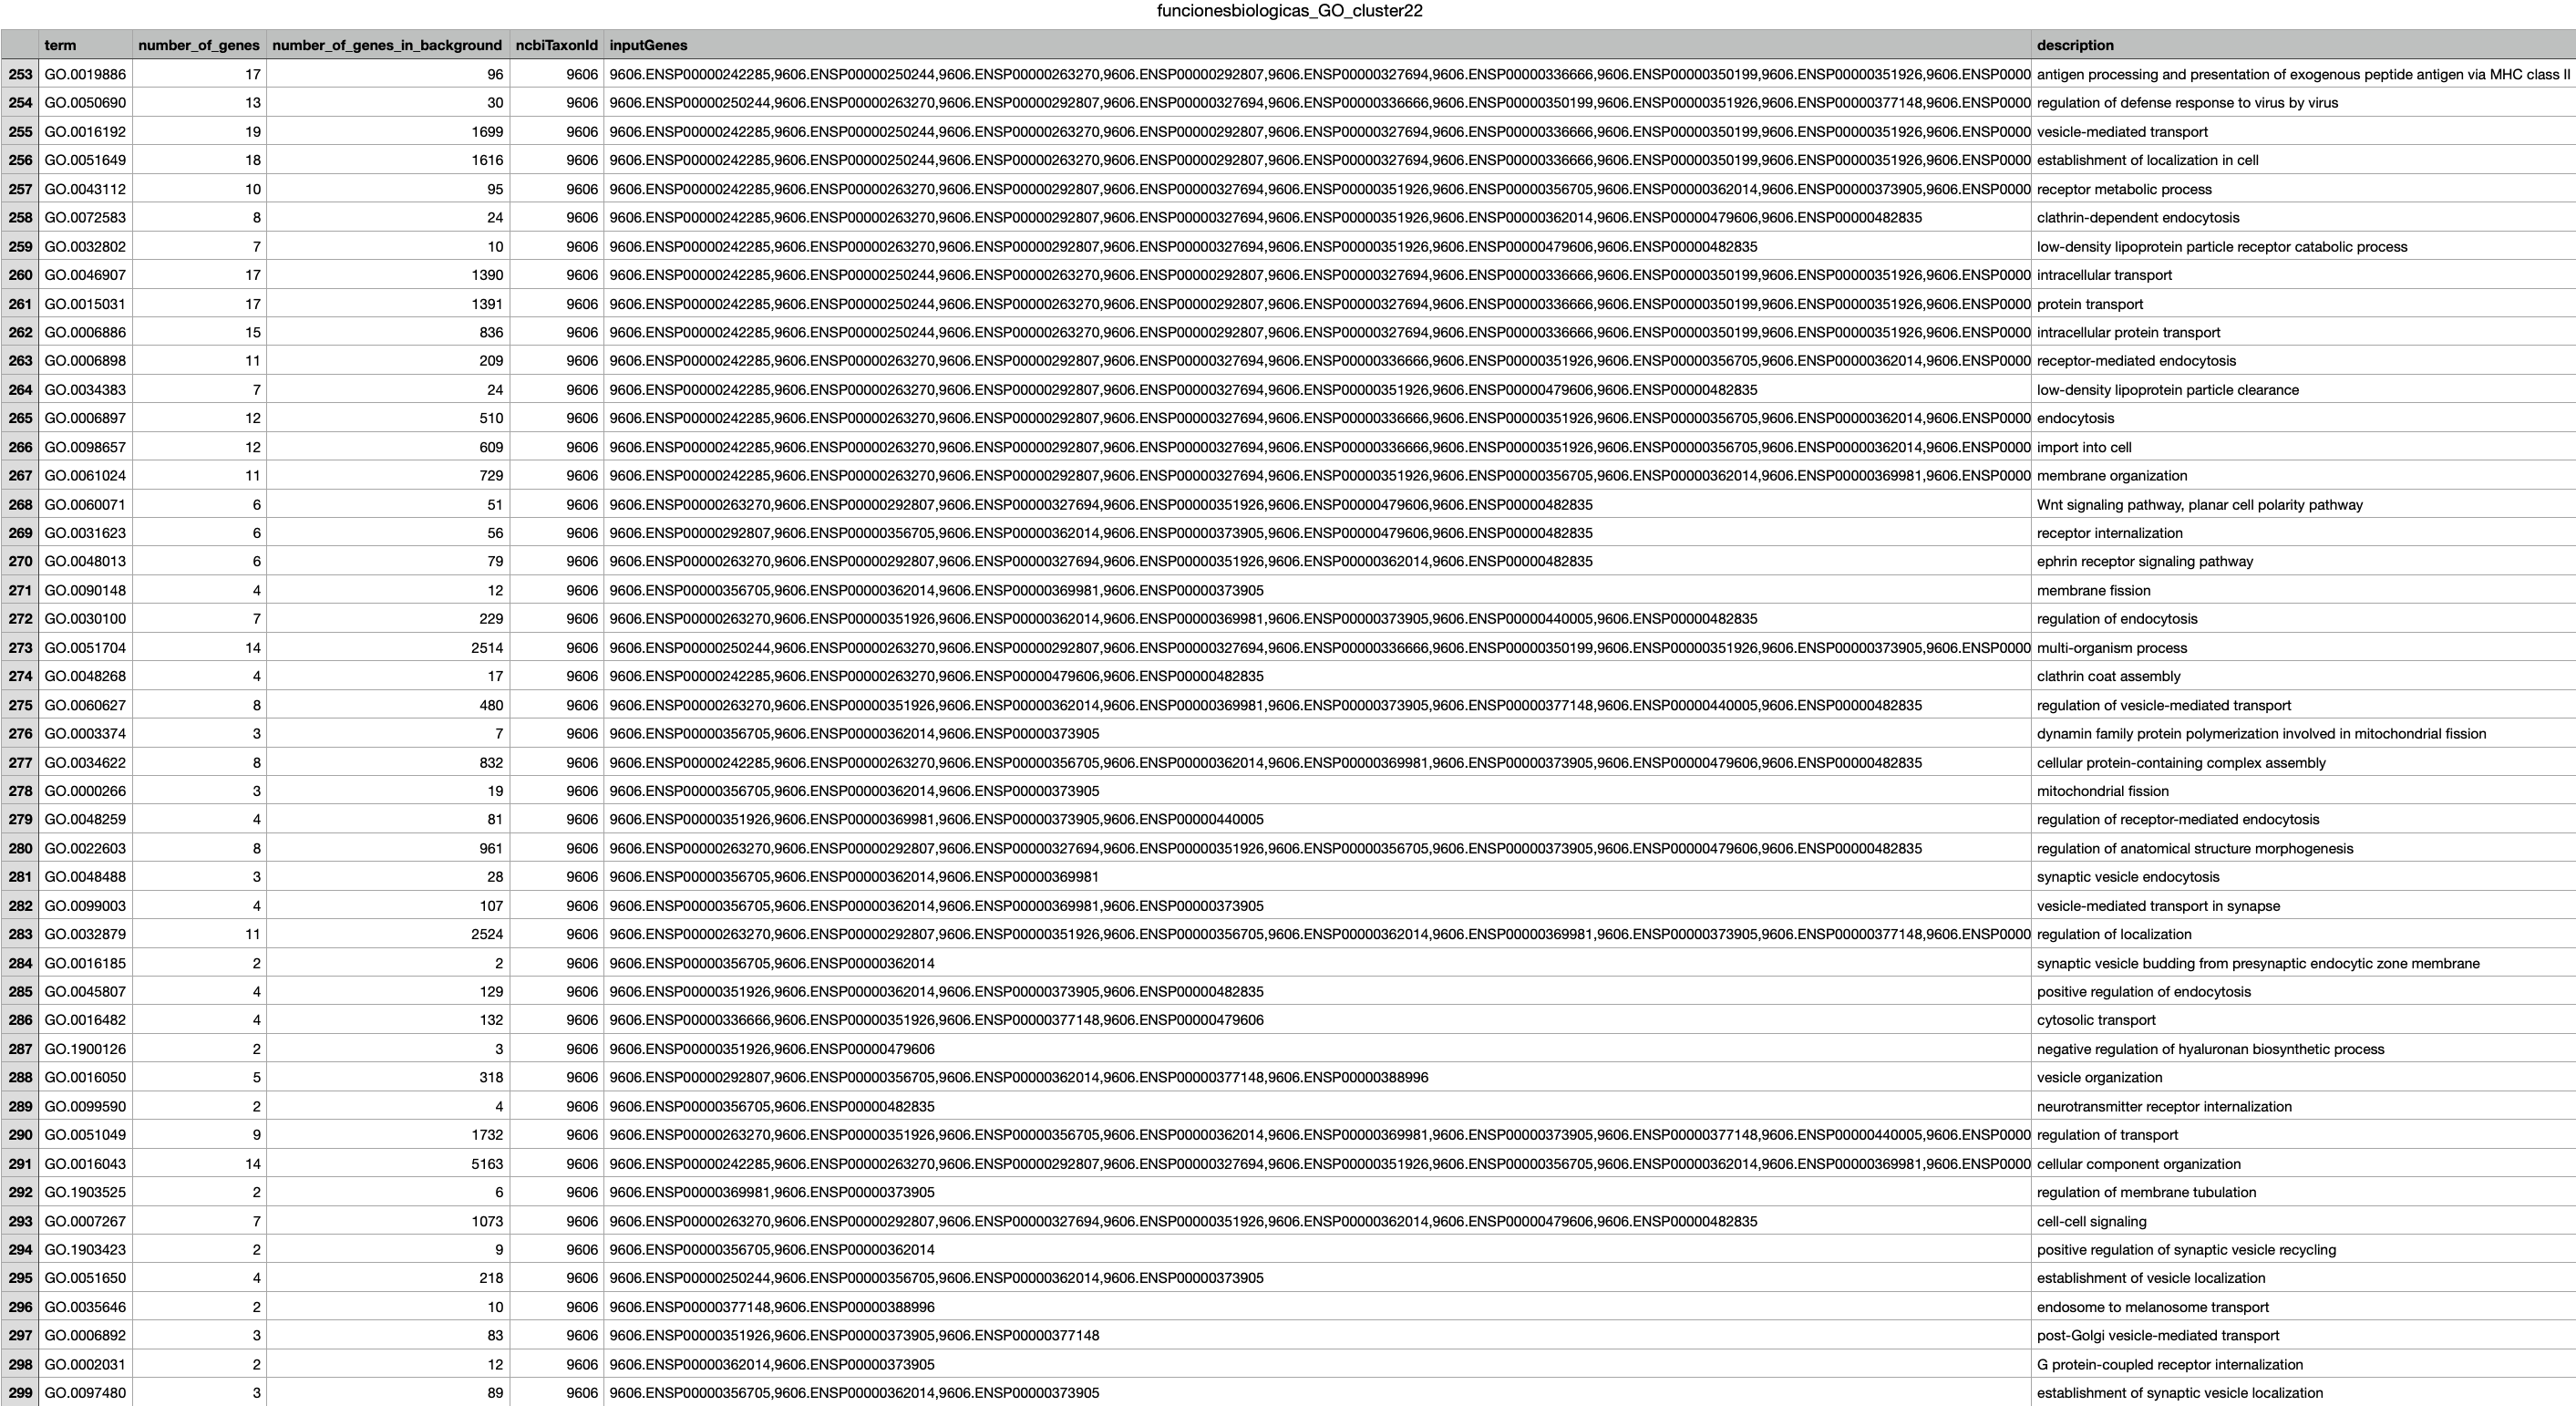 funcionesbiologicas_GO_cluster22
term number_of_genes number_of_genes_in_background ncbiTaxonId inputGenes description
253 GO.0019886 17 96 9606 9606.ENSP00000242285,9606.ENSP00000250244,9606.ENSP00000263270,9606.ENSP00000292807,9606.ENSP00000327694,9606.ENSP00000336666,9606.ENSP00000350199,9606.ENSP00000351926,9606.ENSP0000 antigen processing and presentation of exogenous peptide antigen via MHC class II
254 GO.0050690 13 30 9606 9606.ENSP00000250244,9606.ENSP00000263270,9606.ENSP00000292807,9606.ENSP00000327694,9606.ENSP00000336666,9606.ENSP00000350199,9606.ENSP00000351926,9606.ENSP00000377148,9606.ENSP0000 regulation of defense response to virus by virus
255 GO.0016192 19 1699 9606 9606.ENSP00000242285,9606.ENSP00000250244,9606.ENSP00000263270,9606.ENSP00000292807,9606.ENSP00000327694,9606.ENSP00000336666,9606.ENSP00000350199,9606.ENSP00000351926,9606.ENSP0000 vesicle-mediated transport
256 GO.0051649 18 1616 9606 9606.ENSP00000242285,9606.ENSP00000250244,9606.ENSP00000263270,9606.ENSP00000292807,9606.ENSP00000327694,9606.ENSP00000336666,9606.ENSP00000350199,9606.ENSP00000351926,9606.ENSP0000 establishment of localization in cell
257 GO.0043112 10 95 9606 9606.ENSP00000242285,9606.ENSP00000263270,9606.ENSP00000292807,9606.ENSP00000327694,9606.ENSP00000351926,9606.ENSP00000356705,9606.ENSP00000362014,9606.ENSP00000373905,9606.ENSP0000 receptor metabolic process
258 GO.0072583 8 24 9606 9606.ENSP00000242285,9606.ENSP00000263270,9606.ENSP00000292807,9606.ENSP00000327694,9606.ENSP00000351926,9606.ENSP00000362014,9606.ENSP00000479606,9606.ENSP00000482835 clathrin-dependent endocytosis
259 GO.0032802 7 10 9606 9606.ENSP00000242285,9606.ENSP00000263270,9606.ENSP00000292807,9606.ENSP00000327694,9606.ENSP00000351926,9606.ENSP00000479606,9606.ENSP00000482835 low-density lipoprotein particle receptor catabolic process
260 GO.0046907 17 1390 9606 9606.ENSP00000242285,9606.ENSP00000250244,9606.ENSP00000263270,9606.ENSP00000292807,9606.ENSP00000327694,9606.ENSP00000336666,9606.ENSP00000350199,9606.ENSP00000351926,9606.ENSP0000 intracellular transport
261 GO.0015031 17 1391 9606 9606.ENSP00000242285,9606.ENSP00000250244,9606.ENSP00000263270,9606.ENSP00000292807,9606.ENSP00000327694,9606.ENSP00000336666,9606.ENSP00000350199,9606.ENSP00000351926,9606.ENSP0000 protein transport
262 GO.0006886 15 836 9606 9606.ENSP00000242285,9606.ENSP00000250244,9606.ENSP00000263270,9606.ENSP00000292807,9606.ENSP00000327694,9606.ENSP00000336666,9606.ENSP00000350199,9606.ENSP00000351926,9606.ENSP0000 intracellular protein transport
263 GO.0006898 11 209 9606 9606.ENSP00000242285,9606.ENSP00000263270,9606.ENSP00000292807,9606.ENSP00000327694,9606.ENSP00000336666,9606.ENSP00000351926,9606.ENSP00000356705,9606.ENSP00000362014,9606.ENSP0000 receptor-mediated endocytosis
264 GO.0034383 7 24 9606 9606.ENSP00000242285,9606.ENSP00000263270,9606.ENSP00000292807,9606.ENSP00000327694,9606.ENSP00000351926,9606.ENSP00000479606,9606.ENSP00000482835 low-density lipoprotein particle clearance
265 GO.0006897 12 510 9606 9606.ENSP00000242285,9606.ENSP00000263270,9606.ENSP00000292807,9606.ENSP00000327694,9606.ENSP00000336666,9606.ENSP00000351926,9606.ENSP00000356705,9606.ENSP00000362014,9606.ENSP0000 endocytosis
266 GO.0098657 12 609 9606 9606.ENSP00000242285,9606.ENSP00000263270,9606.ENSP00000292807,9606.ENSP00000327694,9606.ENSP00000336666,9606.ENSP00000351926,9606.ENSP00000356705,9606.ENSP00000362014,9606.ENSP0000 import into cell
267 GO.0061024 11 729 9606 9606.ENSP00000242285,9606.ENSP00000263270,9606.ENSP00000292807,9606.ENSP00000327694,9606.ENSP00000351926,9606.ENSP00000356705,9606.ENSP00000362014,9606.ENSP00000369981,9606.ENSP0000 membrane organization
268 GO.0060071 6 51 9606 9606.ENSP00000263270,9606.ENSP00000292807,9606.ENSP00000327694,9606.ENSP00000351926,9606.ENSP00000479606,9606.ENSP00000482835 Wnt signaling pathway, planar cell polarity pathway
269 GO.0031623 6 56 9606 9606.ENSP00000292807,9606.ENSP00000356705,9606.ENSP00000362014,9606.ENSP00000373905,9606.ENSP00000479606,9606.ENSP00000482835 receptor internalization
270 GO.0048013 6 79 9606 9606.ENSP00000263270,9606.ENSP00000292807,9606.ENSP00000327694,9606.ENSP00000351926,9606.ENSP00000362014,9606.ENSP00000482835 ephrin receptor signaling pathway
271 GO.0090148 4 12 9606 9606.ENSP00000356705,9606.ENSP00000362014,9606.ENSP00000369981,9606.ENSP00000373905 membrane fission
272 GO.0030100 7 229 9606 9606.ENSP00000263270,9606.ENSP00000351926,9606.ENSP00000362014,9606.ENSP00000369981,9606.ENSP00000373905,9606.ENSP00000440005,9606.ENSP00000482835 regulation of endocytosis
273 GO.0051704 14 2514 9606 9606.ENSP00000250244,9606.ENSP00000263270,9606.ENSP00000292807,9606.ENSP00000327694,9606.ENSP00000336666,9606.ENSP00000350199,9606.ENSP00000351926,9606.ENSP00000373905,9606.ENSP0000 multi-organism process
274 GO.0048268 4 17 9606 9606.ENSP00000242285,9606.ENSP00000263270,9606.ENSP00000479606,9606.ENSP00000482835 clathrin coat assembly
275 GO.0060627 8 480 9606 9606.ENSP00000263270,9606.ENSP00000351926,9606.ENSP00000362014,9606.ENSP00000369981,9606.ENSP00000373905,9606.ENSP00000377148,9606.ENSP00000440005,9606.ENSP00000482835 regulation of vesicle-mediated transport
276 GO.0003374 3 7 9606 9606.ENSP00000356705,9606.ENSP00000362014,9606.ENSP00000373905 dynamin family protein polymerization involved in mitochondrial fission
277 GO.0034622 8 832 9606 9606.ENSP00000242285,9606.ENSP00000263270,9606.ENSP00000356705,9606.ENSP00000362014,9606.ENSP00000369981,9606.ENSP00000373905,9606.ENSP00000479606,9606.ENSP00000482835 cellular protein-containing complex assembly
278 GO.0000266 3 19 9606 9606.ENSP00000356705,9606.ENSP00000362014,9606.ENSP00000373905 mitochondrial fission
279 GO.0048259 4 81 9606 9606.ENSP00000351926,9606.ENSP00000369981,9606.ENSP00000373905,9606.ENSP00000440005 regulation of receptor-mediated endocytosis
280 GO.0022603 8 961 9606 9606.ENSP00000263270,9606.ENSP00000292807,9606.ENSP00000327694,9606.ENSP00000351926,9606.ENSP00000356705,9606.ENSP00000373905,9606.ENSP00000479606,9606.ENSP00000482835 regulation of anatomical structure morphogenesis
281 GO.0048488 3 28 9606 9606.ENSP00000356705,9606.ENSP00000362014,9606.ENSP00000369981 synaptic vesicle endocytosis
282 GO.0099003 4 107 9606 9606.ENSP00000356705,9606.ENSP00000362014,9606.ENSP00000369981,9606.ENSP00000373905 vesicle-mediated transport in synapse
283 GO.0032879 11 2524 9606 9606.ENSP00000263270,9606.ENSP00000292807,9606.ENSP00000351926,9606.ENSP00000356705,9606.ENSP00000362014,9606.ENSP00000369981,9606.ENSP00000373905,9606.ENSP00000377148,9606.ENSP0000 regulation of localization
284 GO.0016185 2 2 9606 9606.ENSP00000356705,9606.ENSP00000362014 synaptic vesicle budding from presynaptic endocytic zone membrane
285 GO.0045807 4 129 9606 9606.ENSP00000351926,9606.ENSP00000362014,9606.ENSP00000373905,9606.ENSP00000482835 positive regulation of endocytosis
286 GO.0016482 4 132 9606 9606.ENSP00000336666,9606.ENSP00000351926,9606.ENSP00000377148,9606.ENSP00000479606 cytosolic transport
287 GO.1900126 2 3 9606 9606.ENSP00000351926,9606.ENSP00000479606 negative regulation of hyaluronan biosynthetic process
288 GO.0016050 5 318 9606 9606.ENSP00000292807,9606.ENSP00000356705,9606.ENSP00000362014,9606.ENSP00000377148,9606.ENSP00000388996 vesicle organization
289 GO.0099590 2 4 9606 9606.ENSP00000356705,9606.ENSP00000482835 neurotransmitter receptor internalization
290 GO.0051049 9 1732 9606 9606.ENSP00000263270,9606.ENSP00000351926,9606.ENSP00000356705,9606.ENSP00000362014,9606.ENSP00000369981,9606.ENSP00000373905,9606.ENSP00000377148,9606.ENSP00000440005,9606.ENSP0000 regulation of transport
291 GO.0016043 14 5163 9606 9606.ENSP00000242285,9606.ENSP00000263270,9606.ENSP00000292807,9606.ENSP00000327694,9606.ENSP00000351926,9606.ENSP00000356705,9606.ENSP00000362014,9606.ENSP00000369981,9606.ENSP0000 cellular component organization
292 GO.1903525 2 6 9606 9606.ENSP00000369981,9606.ENSP00000373905 regulation of membrane tubulation
293 GO.0007267 7 1073 9606 9606.ENSP00000263270,9606.ENSP00000292807,9606.ENSP00000327694,9606.ENSP00000351926,9606.ENSP00000362014,9606.ENSP00000479606,9606.ENSP00000482835 cell-cell signaling
294 GO.1903423 2 9 9606 9606.ENSP00000356705,9606.ENSP00000362014 positive regulation of synaptic vesicle recycling
295 GO.0051650 4 218 9606 9606.ENSP00000250244,9606.ENSP00000356705,9606.ENSP00000362014,9606.ENSP00000373905 establishment of vesicle localization
296 GO.0035646 2 10 9606 9606.ENSP00000377148,9606.ENSP00000388996 endosome to melanosome transport
297 GO.0006892 3 83 9606 9606.ENSP00000351926,9606.ENSP00000373905,9606.ENSP00000377148 post-Golgi vesicle-mediated transport
298 GO.0002031 2 12 9606 9606.ENSP00000362014,9606.ENSP00000373905 G protein-coupled receptor internalization
299 GO.0097480 3 89 9606 9606.ENSP00000356705,9606.ENSP00000362014,9606.ENSP00000373905 establishment of synaptic vesicle localization